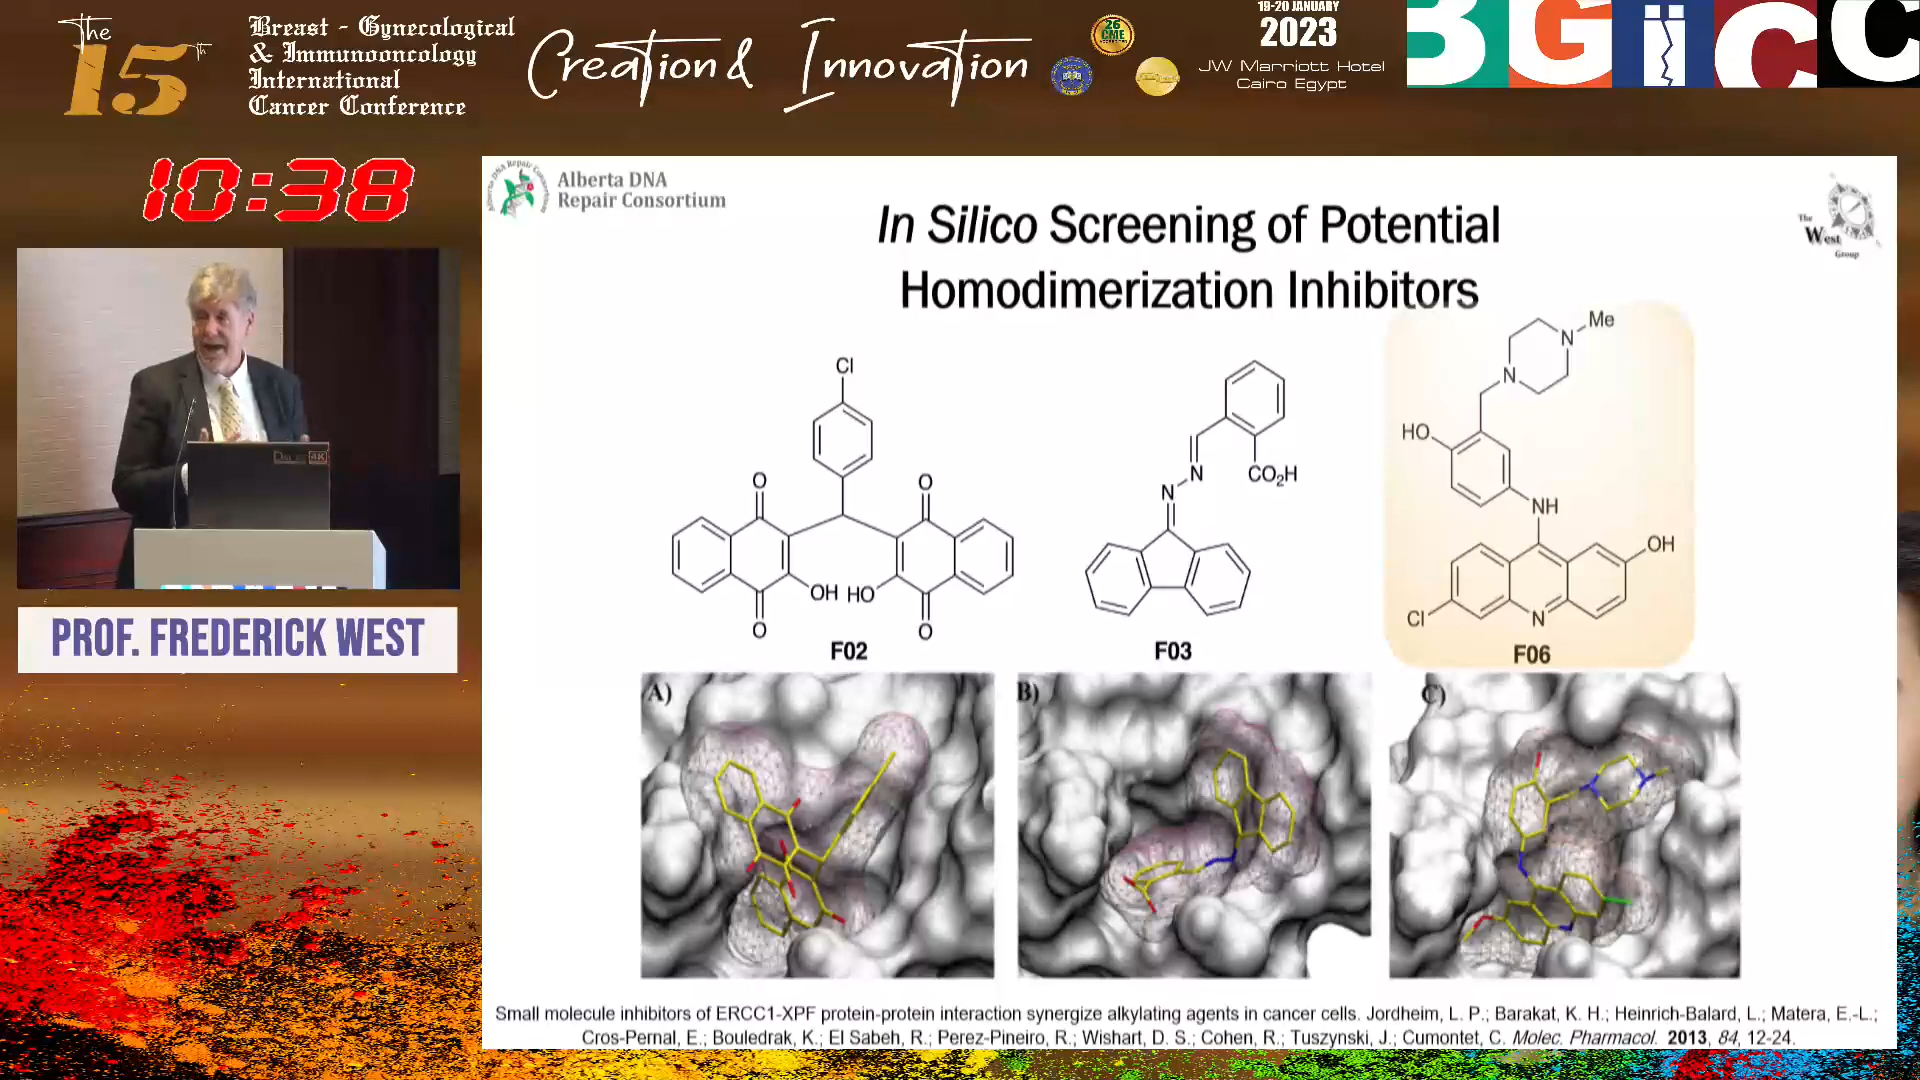 The
15th
Breast - Gynecological
& Immunooncology
International
Cancer Conference
Creation & Innovation
26
CME
19-20 JANUARY
2023
JW Marriott Hotel
Cairo Egypt
BGICC
10:38
PROF. FREDERICK WEST
Alberta DNA
Repair Consortium
The
West
Group
In Silico Screening of Potential
Homodimerization Inhibitors
Cl
O
O
OH HO
O
O
F02
N
N
CO2H
F03
Me
N
N
HO
NH
OH
Cl
N
F06
A)
B)
C)
Small molecule inhibitors of ERCC1-XPF protein-protein interaction synergize alkylating agents in cancer cells. Jordheim, L. P.; Barakat, K. H.; Heinrich-Balard, L.; Matera, E.-L.;
Cros-Pernal, E.; Bouledrak, K.; El Sabeh, R.; Perez-Pineiro, R.; Wishart, D. S.; Cohen, R.; Tuszynski, J.; Cumontet, C. Molec. Pharmacol. 2013, 84, 12-24.